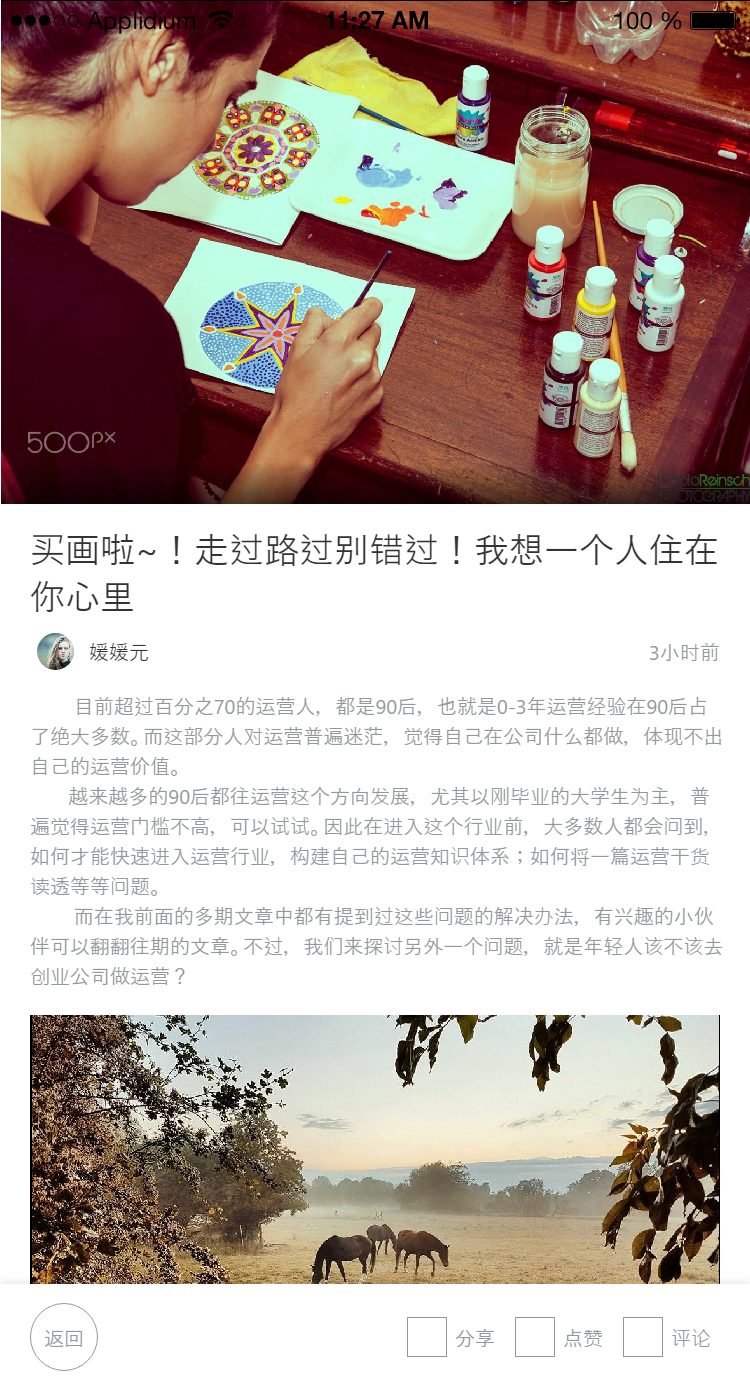 Applidium 11:27 AM 100 %
500px
Reinsch
PHOTOGRAPHY
买画啦~！走过路过别错过！我想一个人住在
你心里
媛媛元 3小时前
目前超过百分之70的运营人，都是90后，也就是0-3年运营经验在90后占
了绝大多数。而这部分人对运营普遍迷茫，觉得自己在公司什么都做，体现不出
自己的运营价值。
越来越多的90后都往运营这个方向发展，尤其以刚毕业的大学生为主，普
遍觉得运营门槛不高，可以试试。因此在进入这个行业前，大多数人都会问到，
如何才能快速进入运营行业，构建自己的运营知识体系；如何将一篇运营干货
读透等等问题。
而在我前面的多期文章中都有提到过这些问题的解决办法，有兴趣的小伙
伴可以翻翻往期的文章。不过，我们来探讨另外一个问题，就是年轻人该不该去
创业公司做运营？
返回 分享 点赞 评论